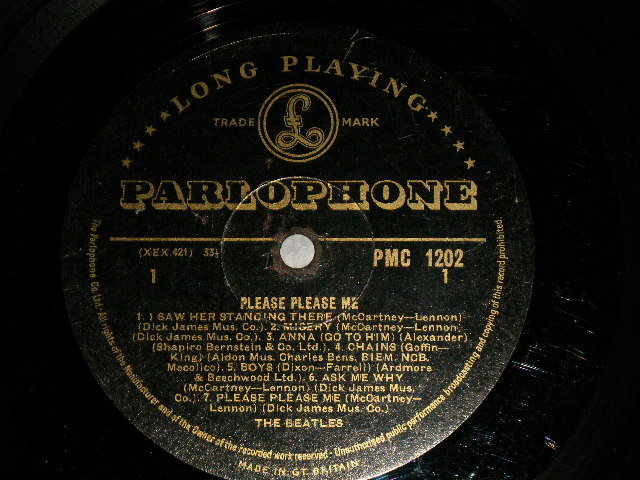 LONG PLAYING
TRADE MARK
PARLOPHONE
(XEX.421) 33⅓ PMC 1202
1 1
PLEASE PLEASE ME
1. I SAW HER STANDING THERE (McCartney—Lennon)
(Dick James Mus. Co.). 2. MISERY (McCartney—Lennon)
(Dick James Mus. Co.). 3. ANNA (GO TO HIM) (Alexander)
(Shapiro Bernstein & Co. Ltd.). 4. CHAINS (Goffin—
King) (Aldon Mus. Charles Bens. BIEM. NCB.
Mecolico). 5. BOYS (Dixon—Farrell) (Ardmore
& Beechwood Ltd.). 6. ASK ME WHY
(McCartney—Lennon) (Dick James Mus.
Co.). 7. PLEASE PLEASE ME (McCartney—
Lennon) (Dick James Mus. Co.)
THE BEATLES
The Parlophone Co. Ltd. All rights of the Manufacturer and of the Owner of the recorded work reserved - Unauthorised public performance broadcasting and copying of this record prohibited.
MADE IN GT. BRITAIN